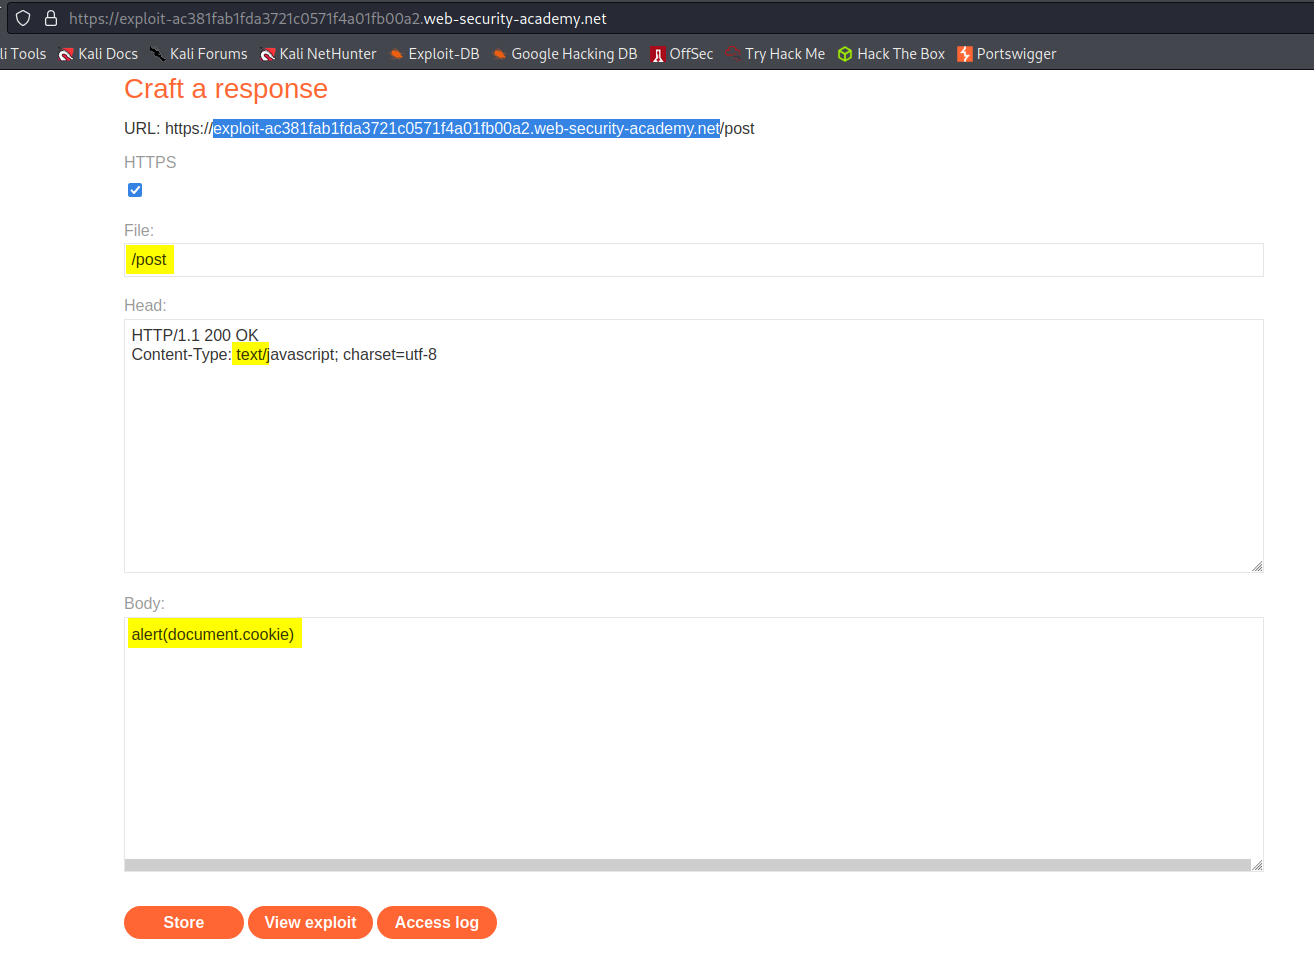 https://exploit-ac381fab1fda3721c0571f4a01fb00a2.web-security-academy.net
li Tools Kali Docs Kali Forums Kali NetHunter Exploit-DB Google Hacking DB OffSec Try Hack Me Hack The Box Portswigger
Craft a response
URL: https://exploit-ac381fab1fda3721c0571f4a01fb00a2.web-security-academy.net/post
HTTPS
File:
/post
Head:
HTTP/1.1 200 OK
Content-Type: text/javascript; charset=utf-8
Body:
alert(document.cookie)
Store View exploit Access log